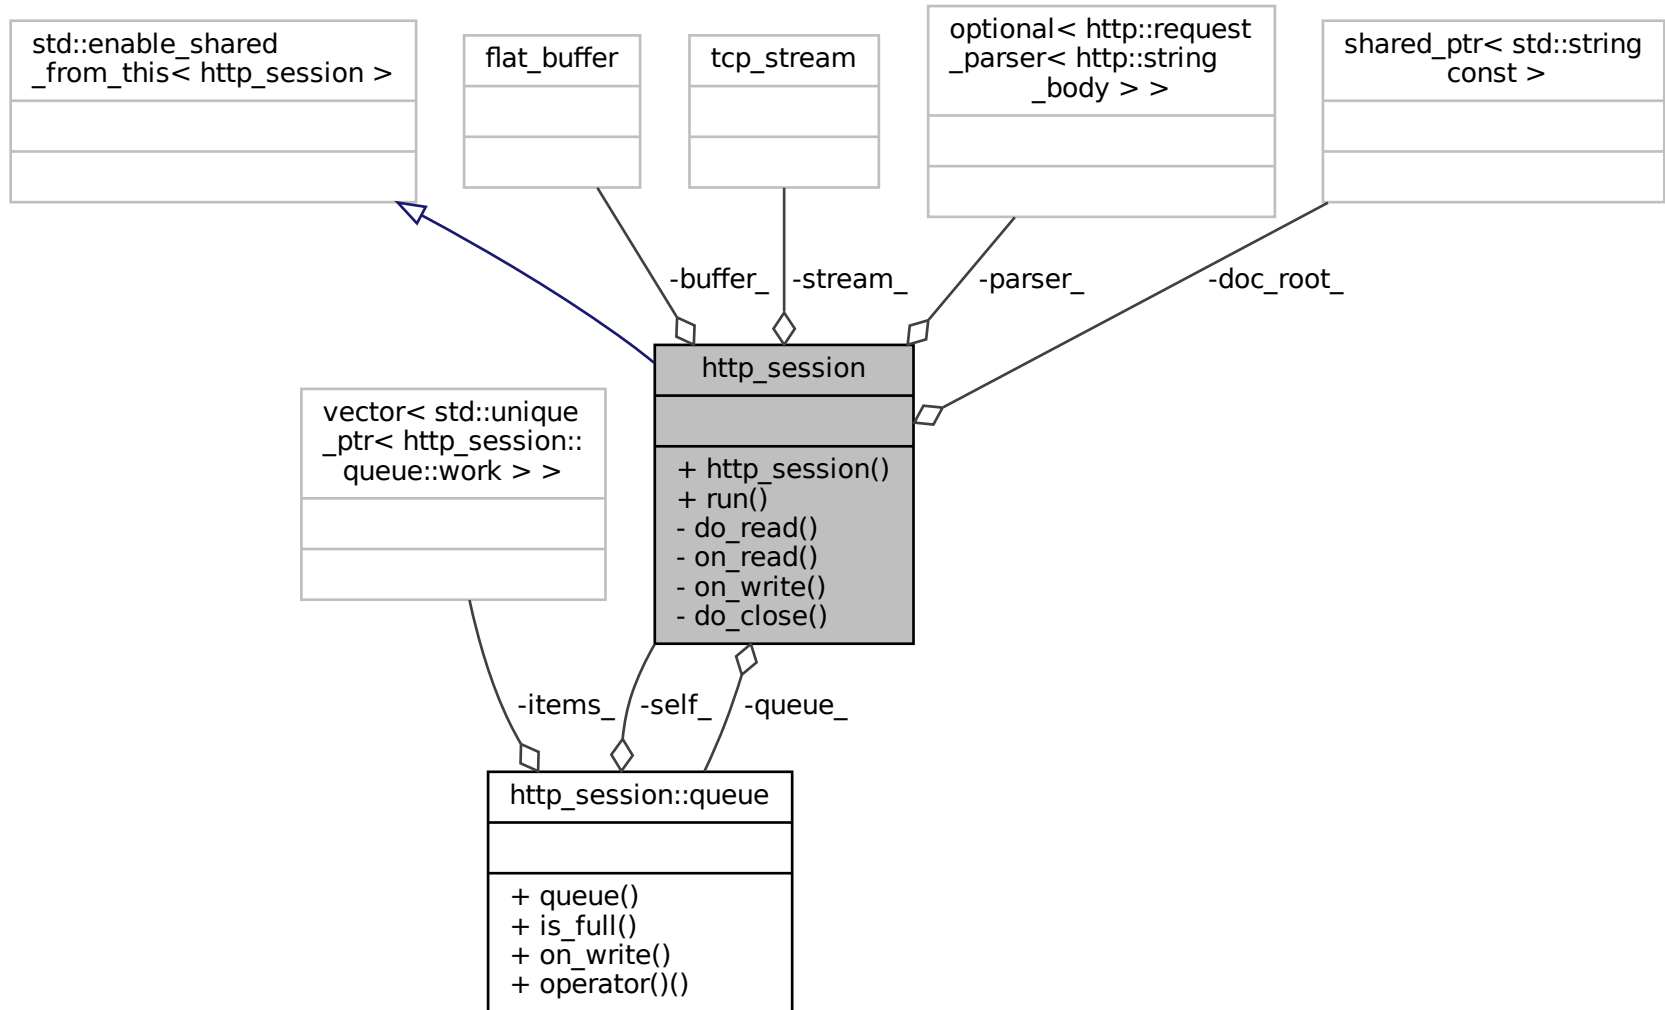 std::enable_shared
_from_this< http_session >
flat_buffer
tcp_stream
optional< http::request
_parser< http::string
_body > >
shared_ptr< std::string
const >
-buffer_
-stream_
-parser_
-doc_root_
http_session
+ http_session()
+ run()
- do_read()
- on_read()
- on_write()
- do_close()
vector< std::unique
_ptr< http_session::
queue::work > >
-items_
-self_
-queue_
http_session::queue
+ queue()
+ is_full()
+ on_write()
+ operator()()